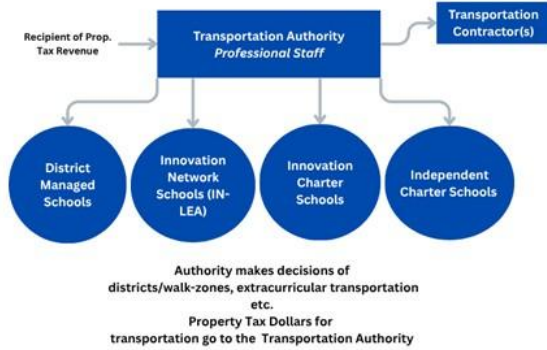 Transportation
Contractor(s)
Recipient of Prop.
Tax Revenue
Transportation Authority
Professional Staff
District
Managed
Schools
Innovation
Network
Schools (IN-
LEA)
Innovation
Charter
Schools
Independent
Charter Schools
Authority makes decisions of
districts/walk-zones, extracurricular transportation
etc.
Property Tax Dollars for
transportation go to the Transportation Authority